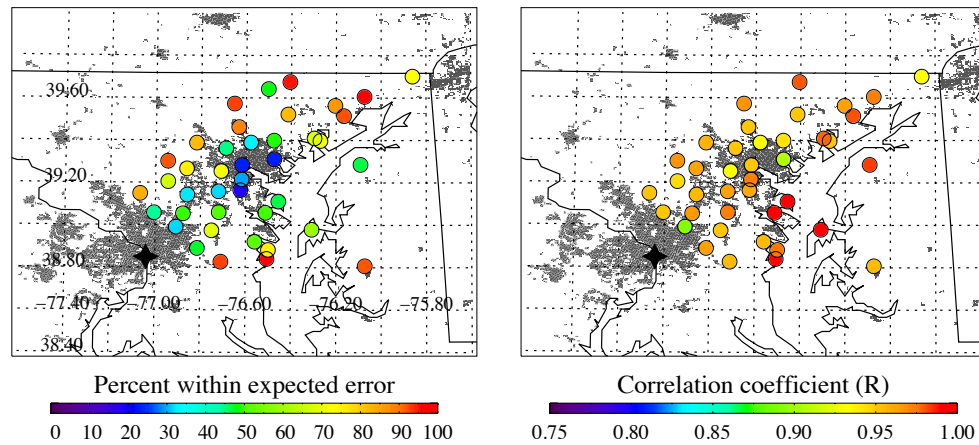 39.60
39.20
38.80
−77.40 −77.00 −76.60 −76.20 −75.80
38.40
Percent within expected error
0 10 20 30 40 50 60 70 80 90 100
Correlation coefficient (R)
0.75 0.80 0.85 0.90 0.95 1.00